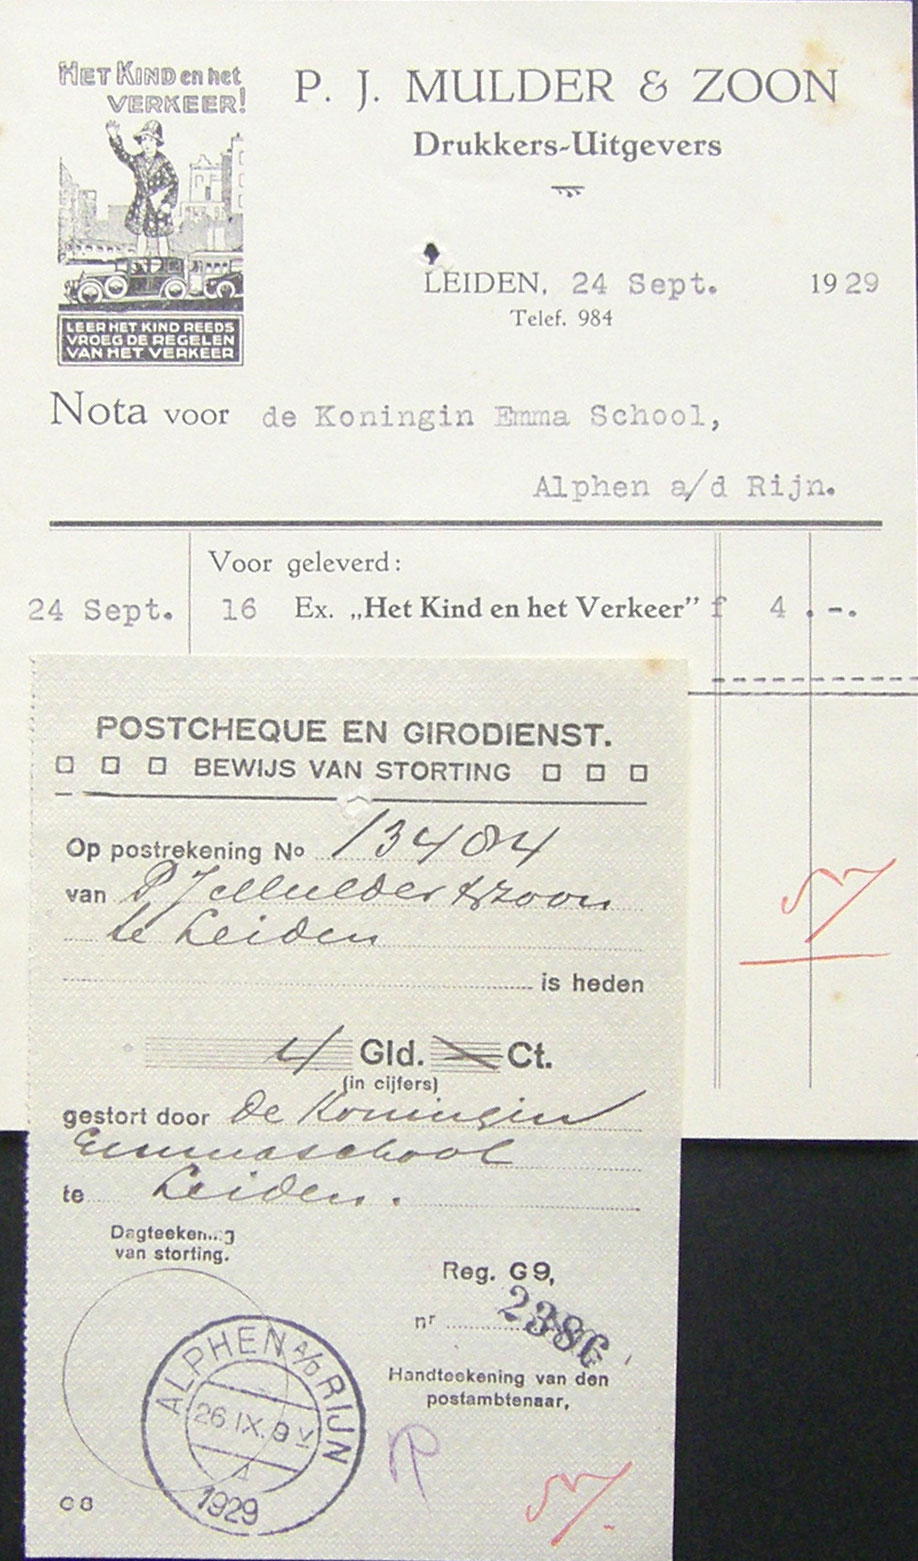 HET KIND en het
VERKEER!
LEER HET KIND REEDS
VROEG DE REGELEN
VAN HET VERKEER
P. J. MULDER & ZOON
Drukkers-Uitgevers
LEIDEN, 24 Sept. 1929
Telef. 984
Nota voor de Koningin Emma School,
Alphen a/d Rijn.
Voor geleverd:
24 Sept. 16 Ex. „Het Kind en het Verkeer” f 4.-.
POSTCHEQUE EN GIRODIENST.
BEWIJS VAN STORTING
Op postrekening No 13484
van P J Mulder & zoon
te Leiden
is heden
4 Gld. Ct.
(in cijfers)
gestort door de Koningin
Emmaschool
te Leiden.
Dagteekening
van storting.
Reg. G9,
nr 2386
Handteekening van den
postambtenaar,
ALPHEN A/D RIJN
26.IX.9 V
1929
G 8